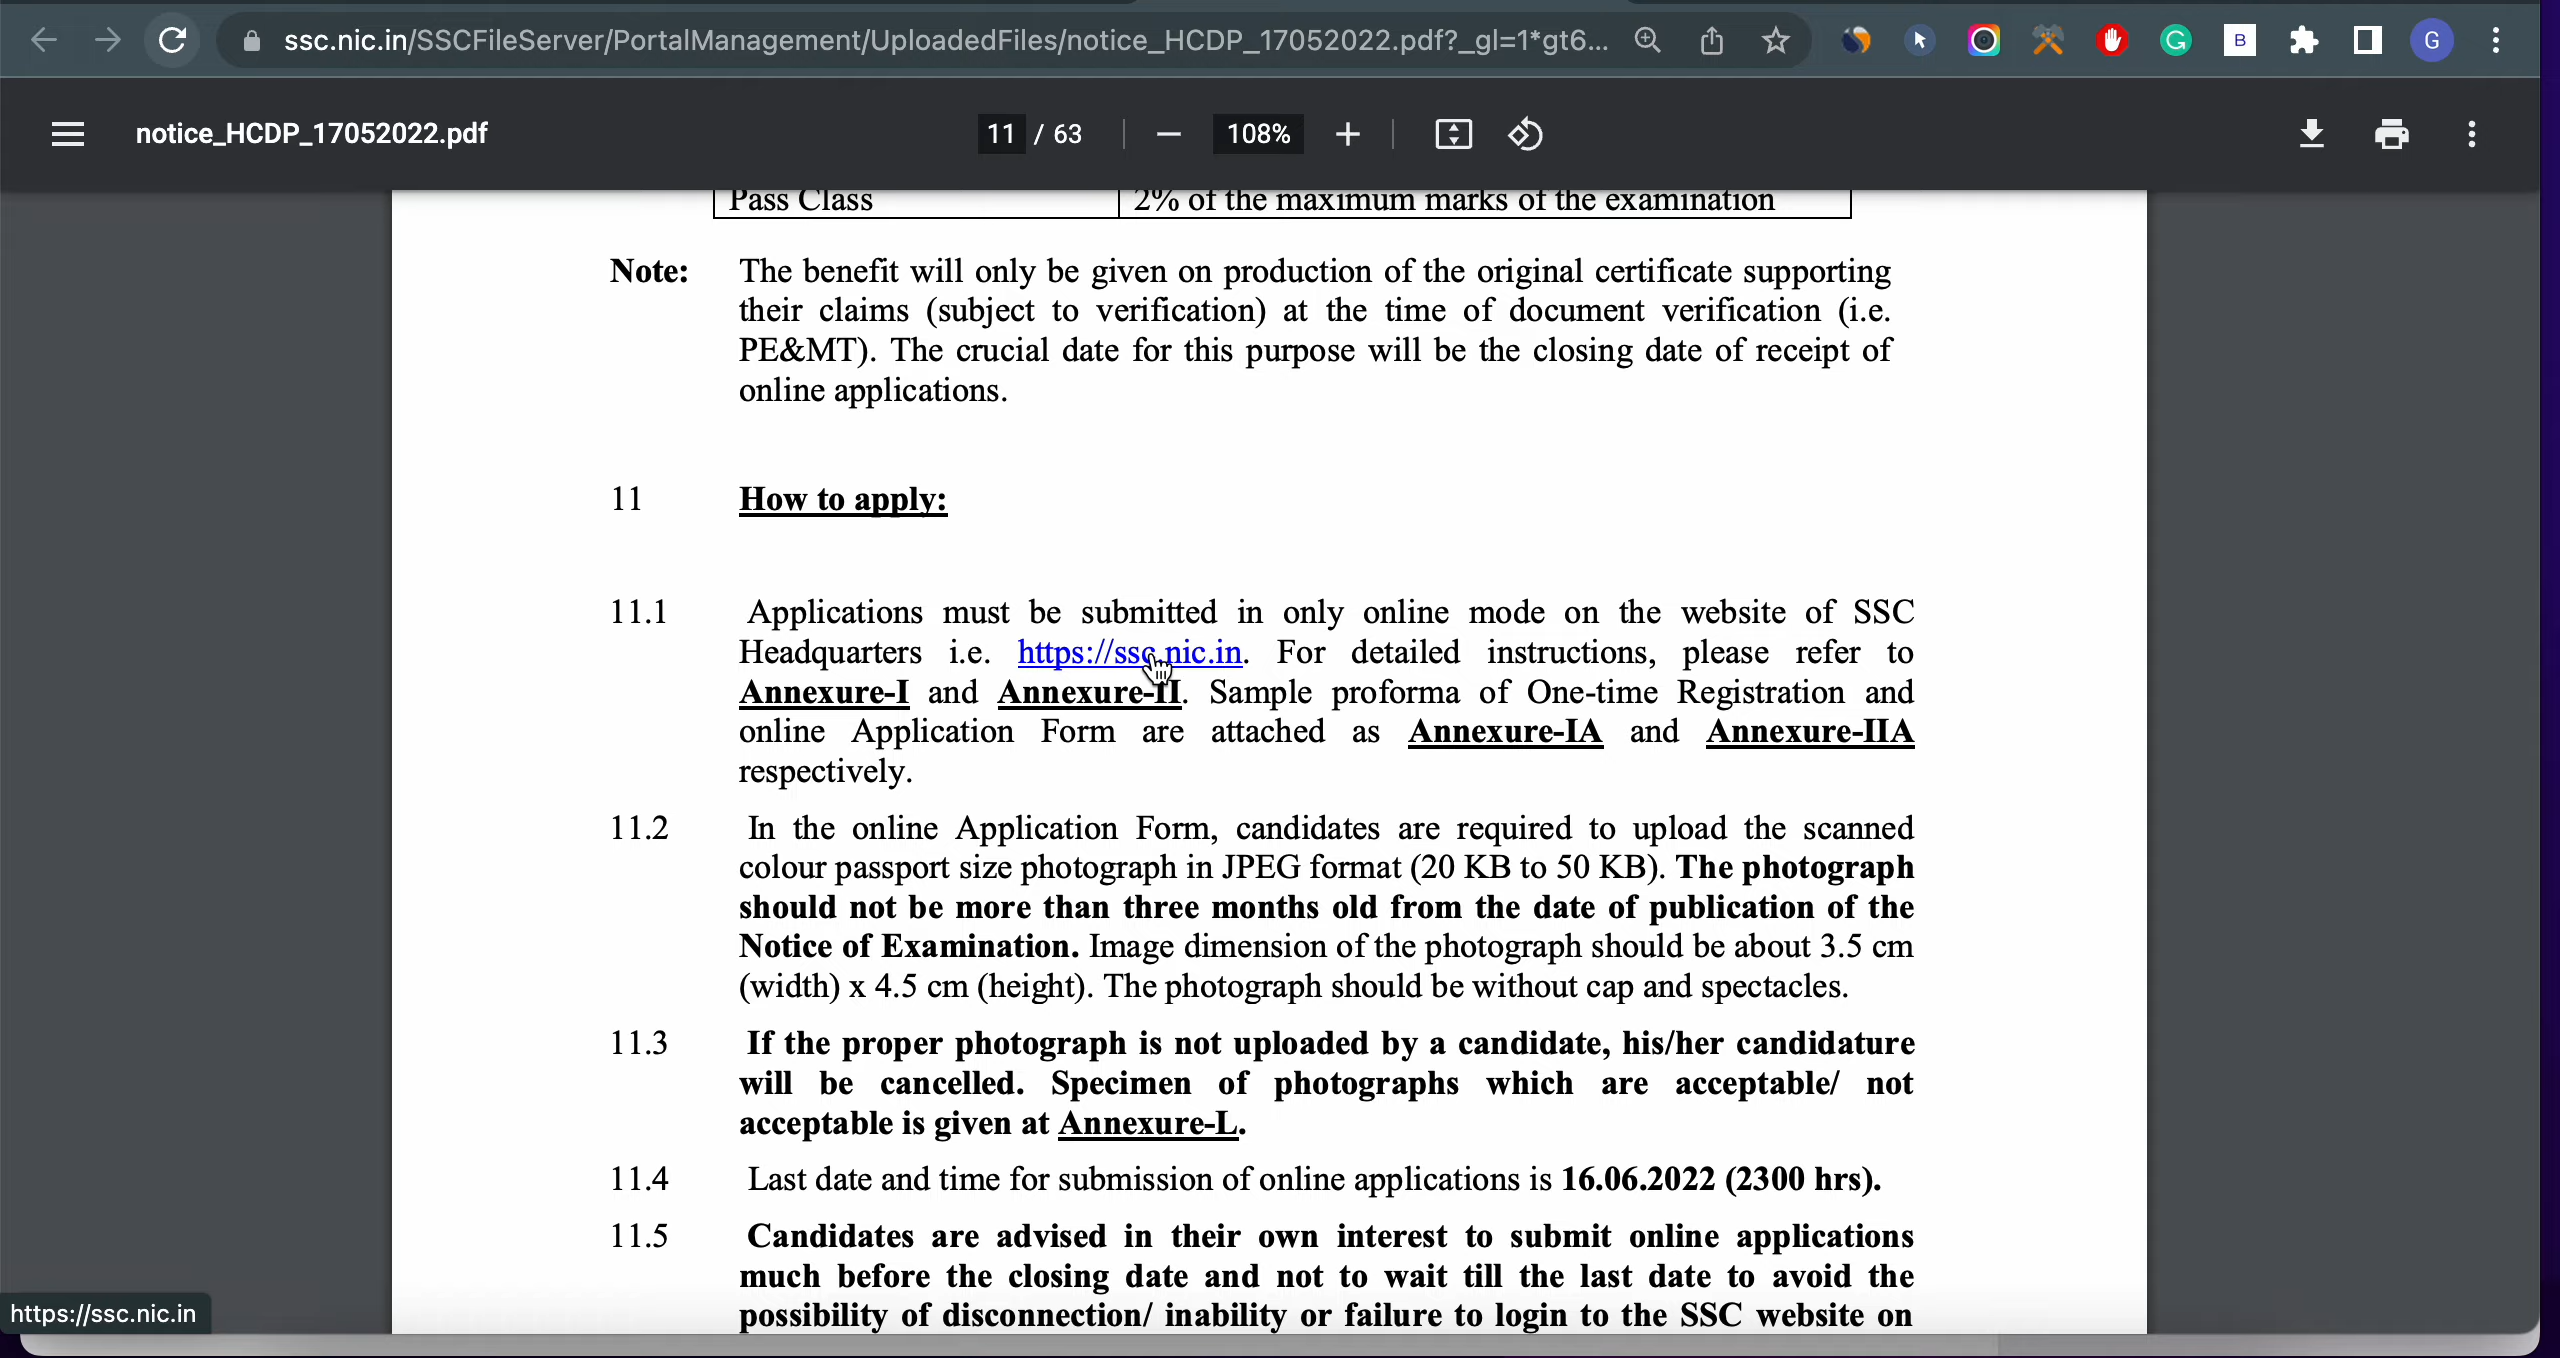 ssc.nic.in/SSCFileServer/PortalManagement/UploadedFiles/notice_HCDP_17052022.pdf?_gl=1*gt6...
B
G
notice_HCDP_17052022.pdf
11 / 63
108%
Pass Class 2% of the maximum marks of the examination
Note: The benefit will only be given on production of the original certificate supporting
their claims (subject to verification) at the time of document verification (i.e.
PE&MT). The crucial date for this purpose will be the closing date of receipt of
online applications.
11 How to apply:
11.1 Applications must be submitted in only online mode on the website of SSC
Headquarters i.e. https://ssc.nic.in. For detailed instructions, please refer to
Annexure-I and Annexure-II. Sample proforma of One-time Registration and
online Application Form are attached as Annexure-IA and Annexure-IIA
respectively.
11.2 In the online Application Form, candidates are required to upload the scanned
colour passport size photograph in JPEG format (20 KB to 50 KB). The photograph
should not be more than three months old from the date of publication of the
Notice of Examination. Image dimension of the photograph should be about 3.5 cm
(width) x 4.5 cm (height). The photograph should be without cap and spectacles.
11.3 If the proper photograph is not uploaded by a candidate, his/her candidature
will be cancelled. Specimen of photographs which are acceptable/ not
acceptable is given at Annexure-L.
11.4 Last date and time for submission of online applications is 16.06.2022 (2300 hrs).
11.5 Candidates are advised in their own interest to submit online applications
much before the closing date and not to wait till the last date to avoid the
possibility of disconnection/ inability or failure to login to the SSC website on
https://ssc.nic.in